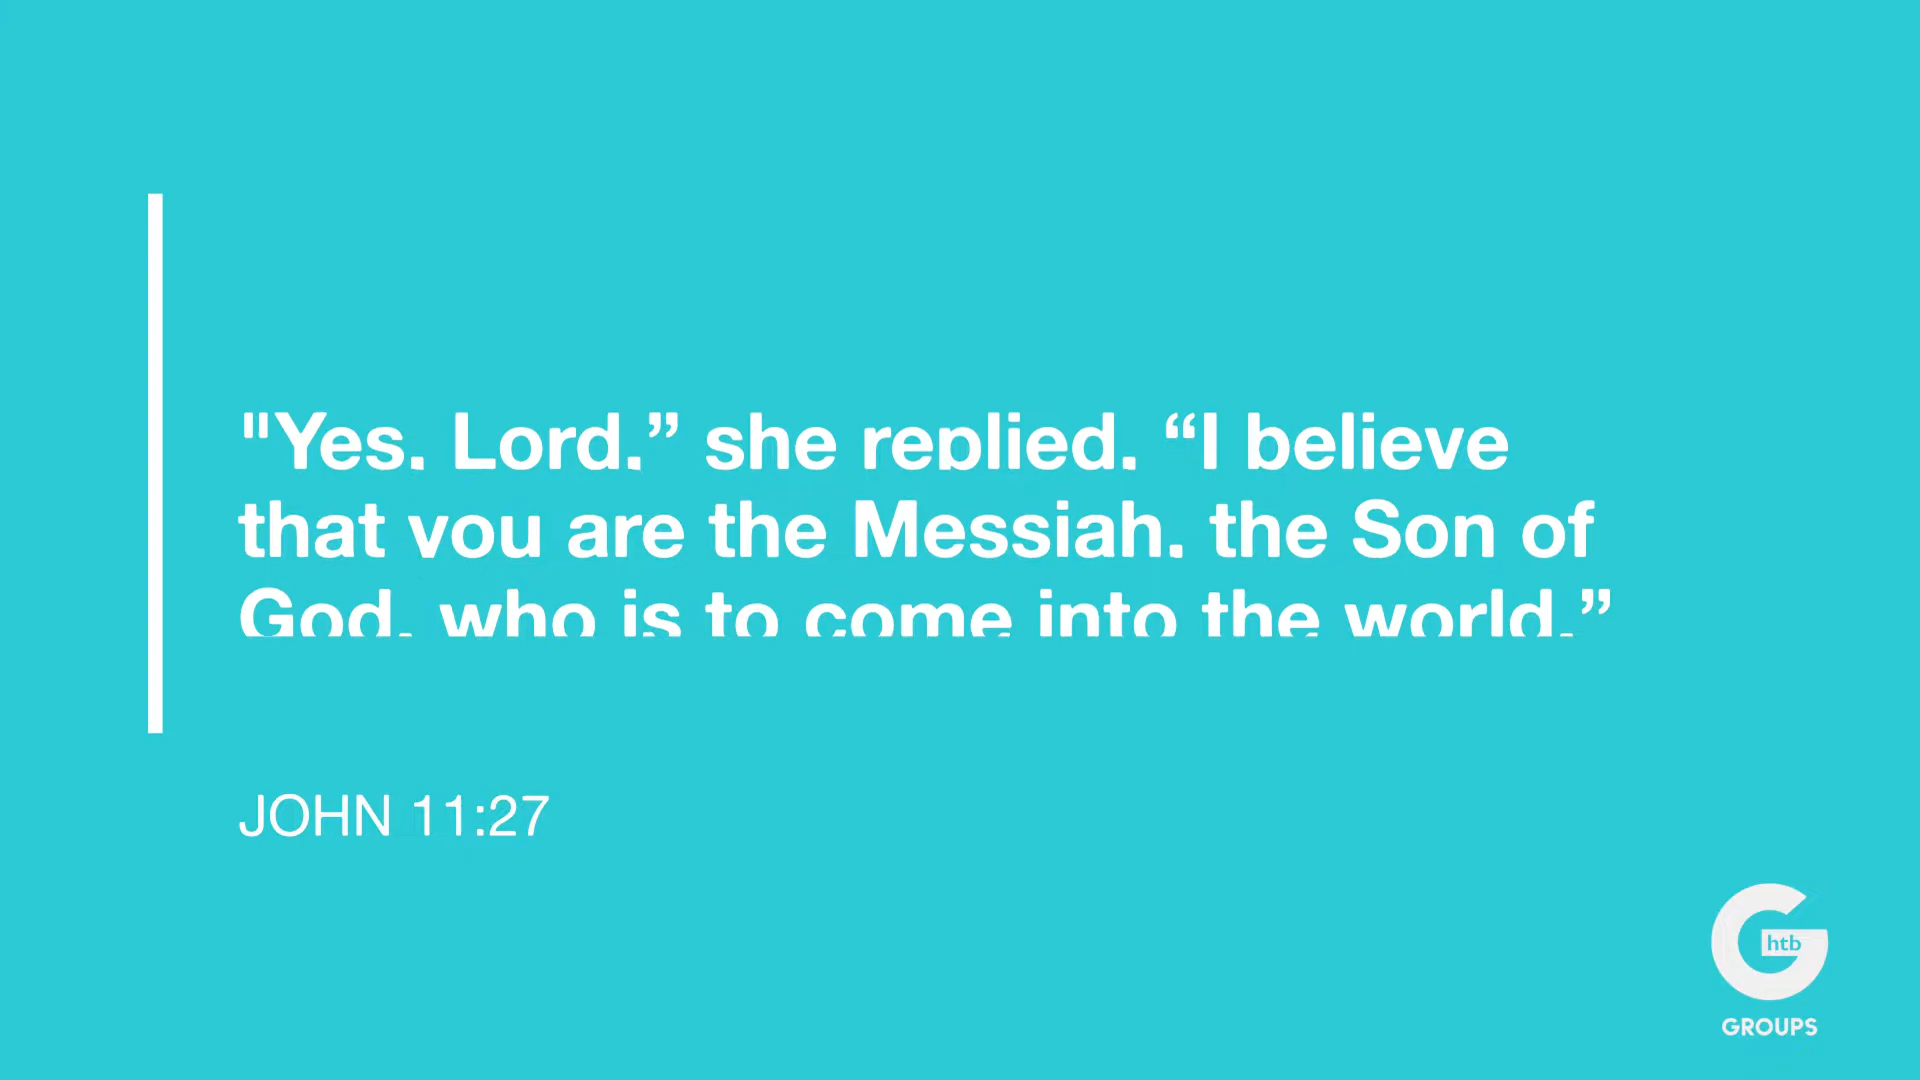 "Yes, Lord,” she replied, “I believe
that you are the Messiah, the Son of
God, who is to come into the world.”
JOHN 11:27
htb
GROUPS